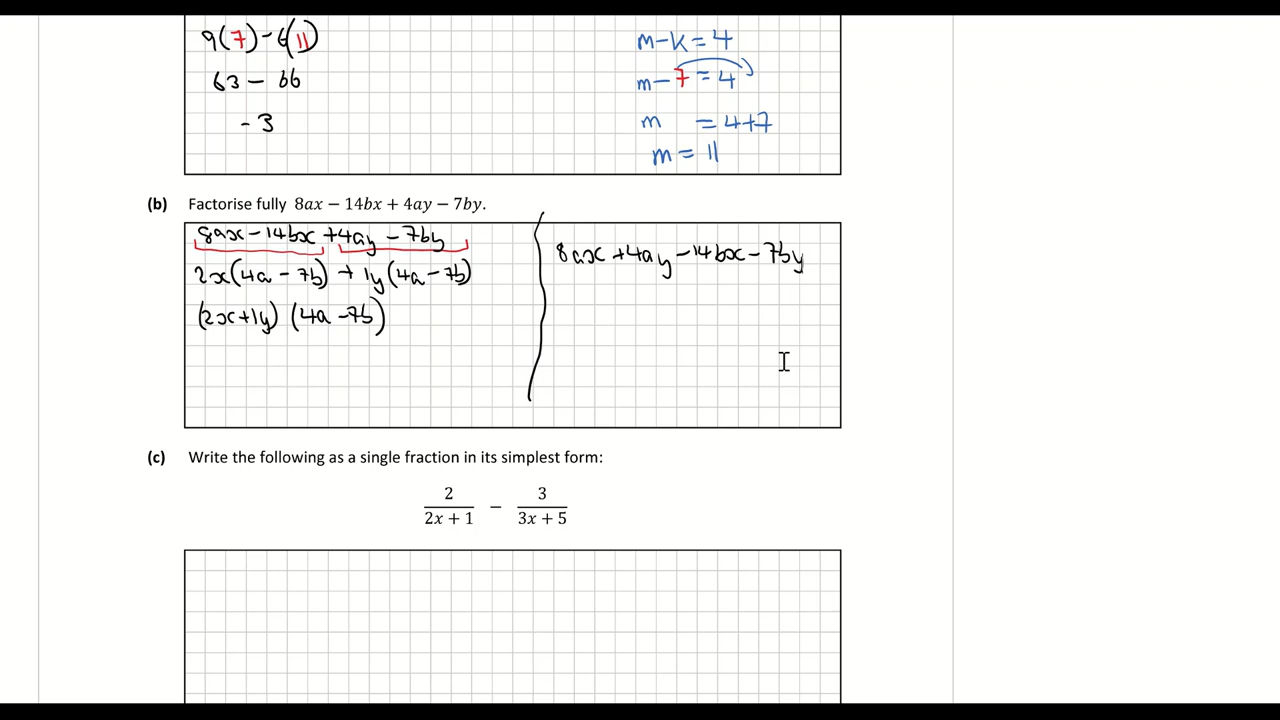 9(7) - 6(11)
63 - 66
- 3
m - k = 4
m - 7 = 4
m = 4+7
m = 11
(b) Factorise fully 8ax − 14bx + 4ay − 7by.
8ax - 14bx + 4ay - 7by
2x(4a - 7b) + 1y(4a - 7b)
(2x+1y) (4a - 7b)
8ax + 4ay - 14bx - 7by
(c) Write the following as a single fraction in its simplest form:
2 3
− 
2x + 1 3x + 5